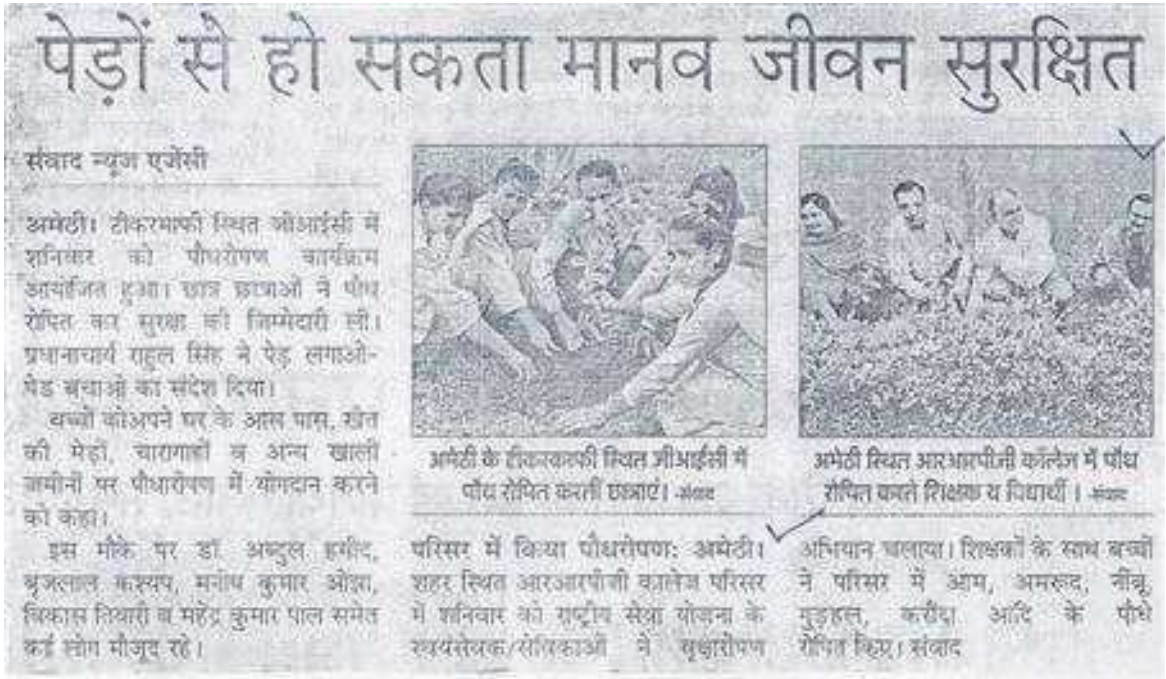 पेड़ों से हो सकता मानव जीवन सुरक्षित
संवाद न्यूज एजेंसी
अमेठी। टीकरमाफी स्थित जीआईसी में
शनिवार को पौधरोपण कार्यक्रम
आयोजित हुआ। छात्र छात्राओं ने पौध
रोपित कर सुरक्षा की जिम्मेदारी ली।
प्रधानाचार्य राहुल सिंह ने पेड़ लगाओ-
पेड बचाओ का संदेश दिया।
बच्चों कोअपने घर के आस पास, खेत
की मेड़ों, चारागाहों व अन्य खाली
जमीनों पर पौधारोपण में योगदान करने
को कहा।
इस मौके पर डॉ. अब्दुल हमीद,
बृजलाल कश्यप, मनीष कुमार ओझा,
विकास तिवारी व महेंद्र कुमार पाल समेत
कई लोग मौजूद रहे।
अमेठी के स्थित जीआईसी में
पौध रोपित करतीं छात्राएं। -संवाद
परिसर में किया पौधरोपण: अमेठी।
शहर स्थित आरआरपीजी कालेज परिसर
में शनिवार को राष्ट्रीय सेवा योजना के
स्वयंसेवक/सेविकाओं ने वृक्षारोपण
अमेठी स्थित आरआरपीजी कॉलेज में पौध
रोपित करते शिक्षक व विद्यार्थी। -संवाद
अभियान चलाया। शिक्षकों के साथ बच्चों
ने परिसर में आम, अमरूद, नींबू,
गुड़हल, करौंदा आदि के पौधे
रोपित किए। संवाद